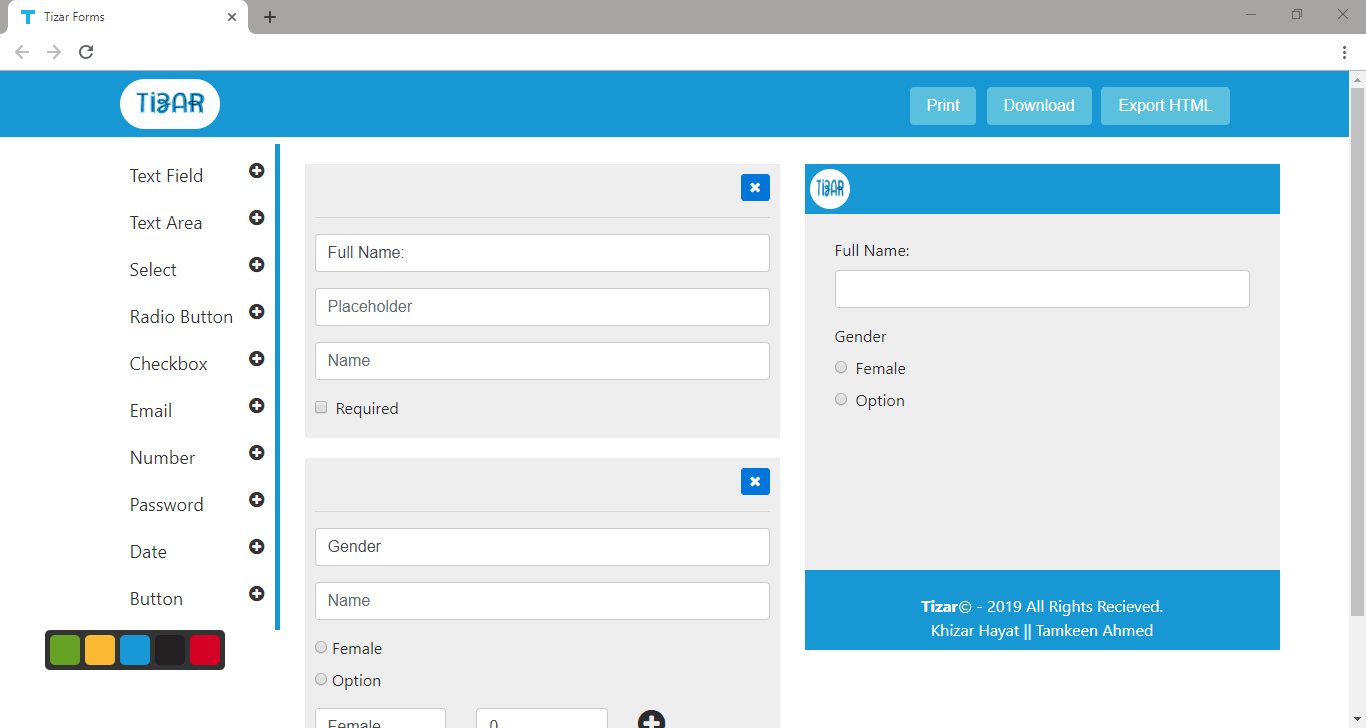 Tizar Forms
TizAR
Print
Download
Export HTML
Text Field
Text Area
Select
Radio Button
Checkbox
Email
Number
Password
Date
Button
Full Name:
Placeholder
Name
Required
Gender
Name
Female
Option
Female
0
TizAR
Full Name:
Gender
Female
Option
Tizar© - 2019 All Rights Recieved.
Khizar Hayat || Tamkeen Ahmed